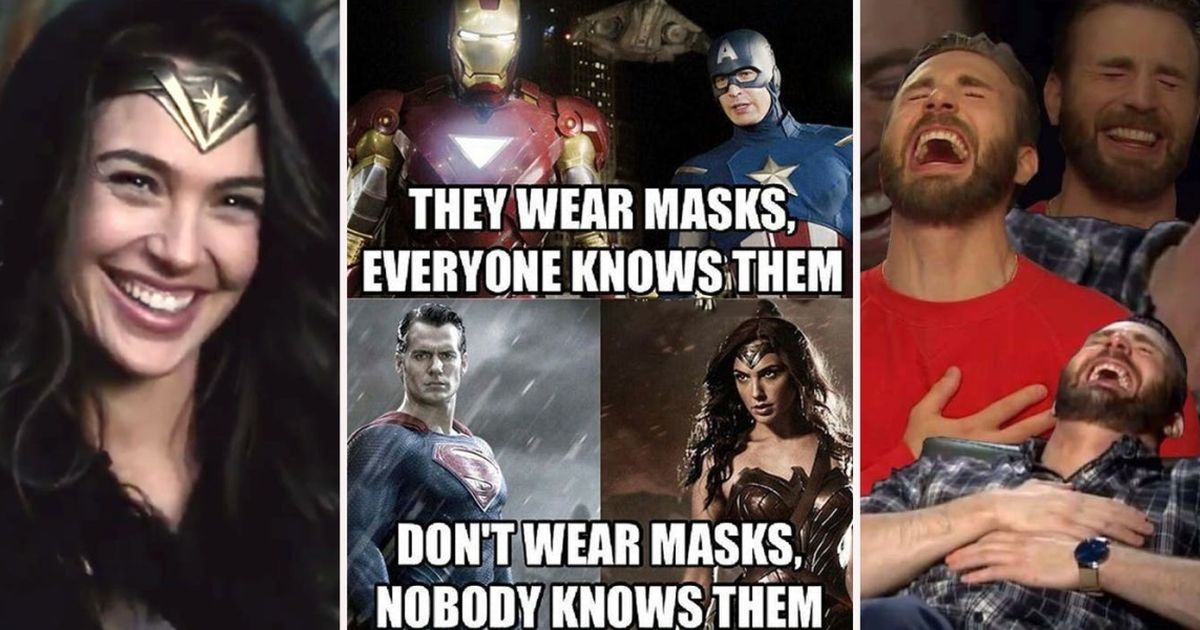 A
THEY WEAR MASKS,
EVERYONE KNOWS THEM
S
DON'T WEAR MASKS,
NOBODY KNOWS THEM